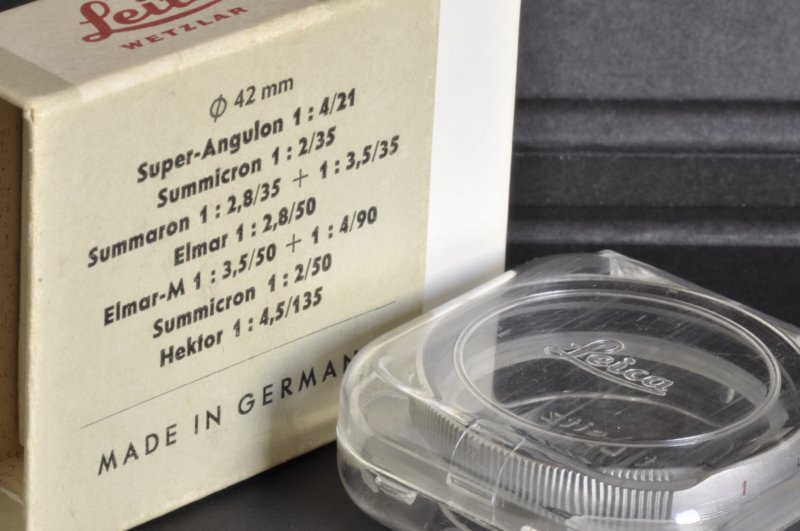 Leica
WETZLAR
Φ 42 mm
Super-Angulon 1 : 4/21
Summicron 1 : 2/35
Summaron 1 : 2,8/35 + 1 : 3,5/35
Elmar 1 : 2,8/50
Elmar-M 1 : 3,5/50 + 1 : 4/90
Summicron 1 : 2/50
Hektor 1 : 4,5/135
MADE IN GERMAN
Leica
1